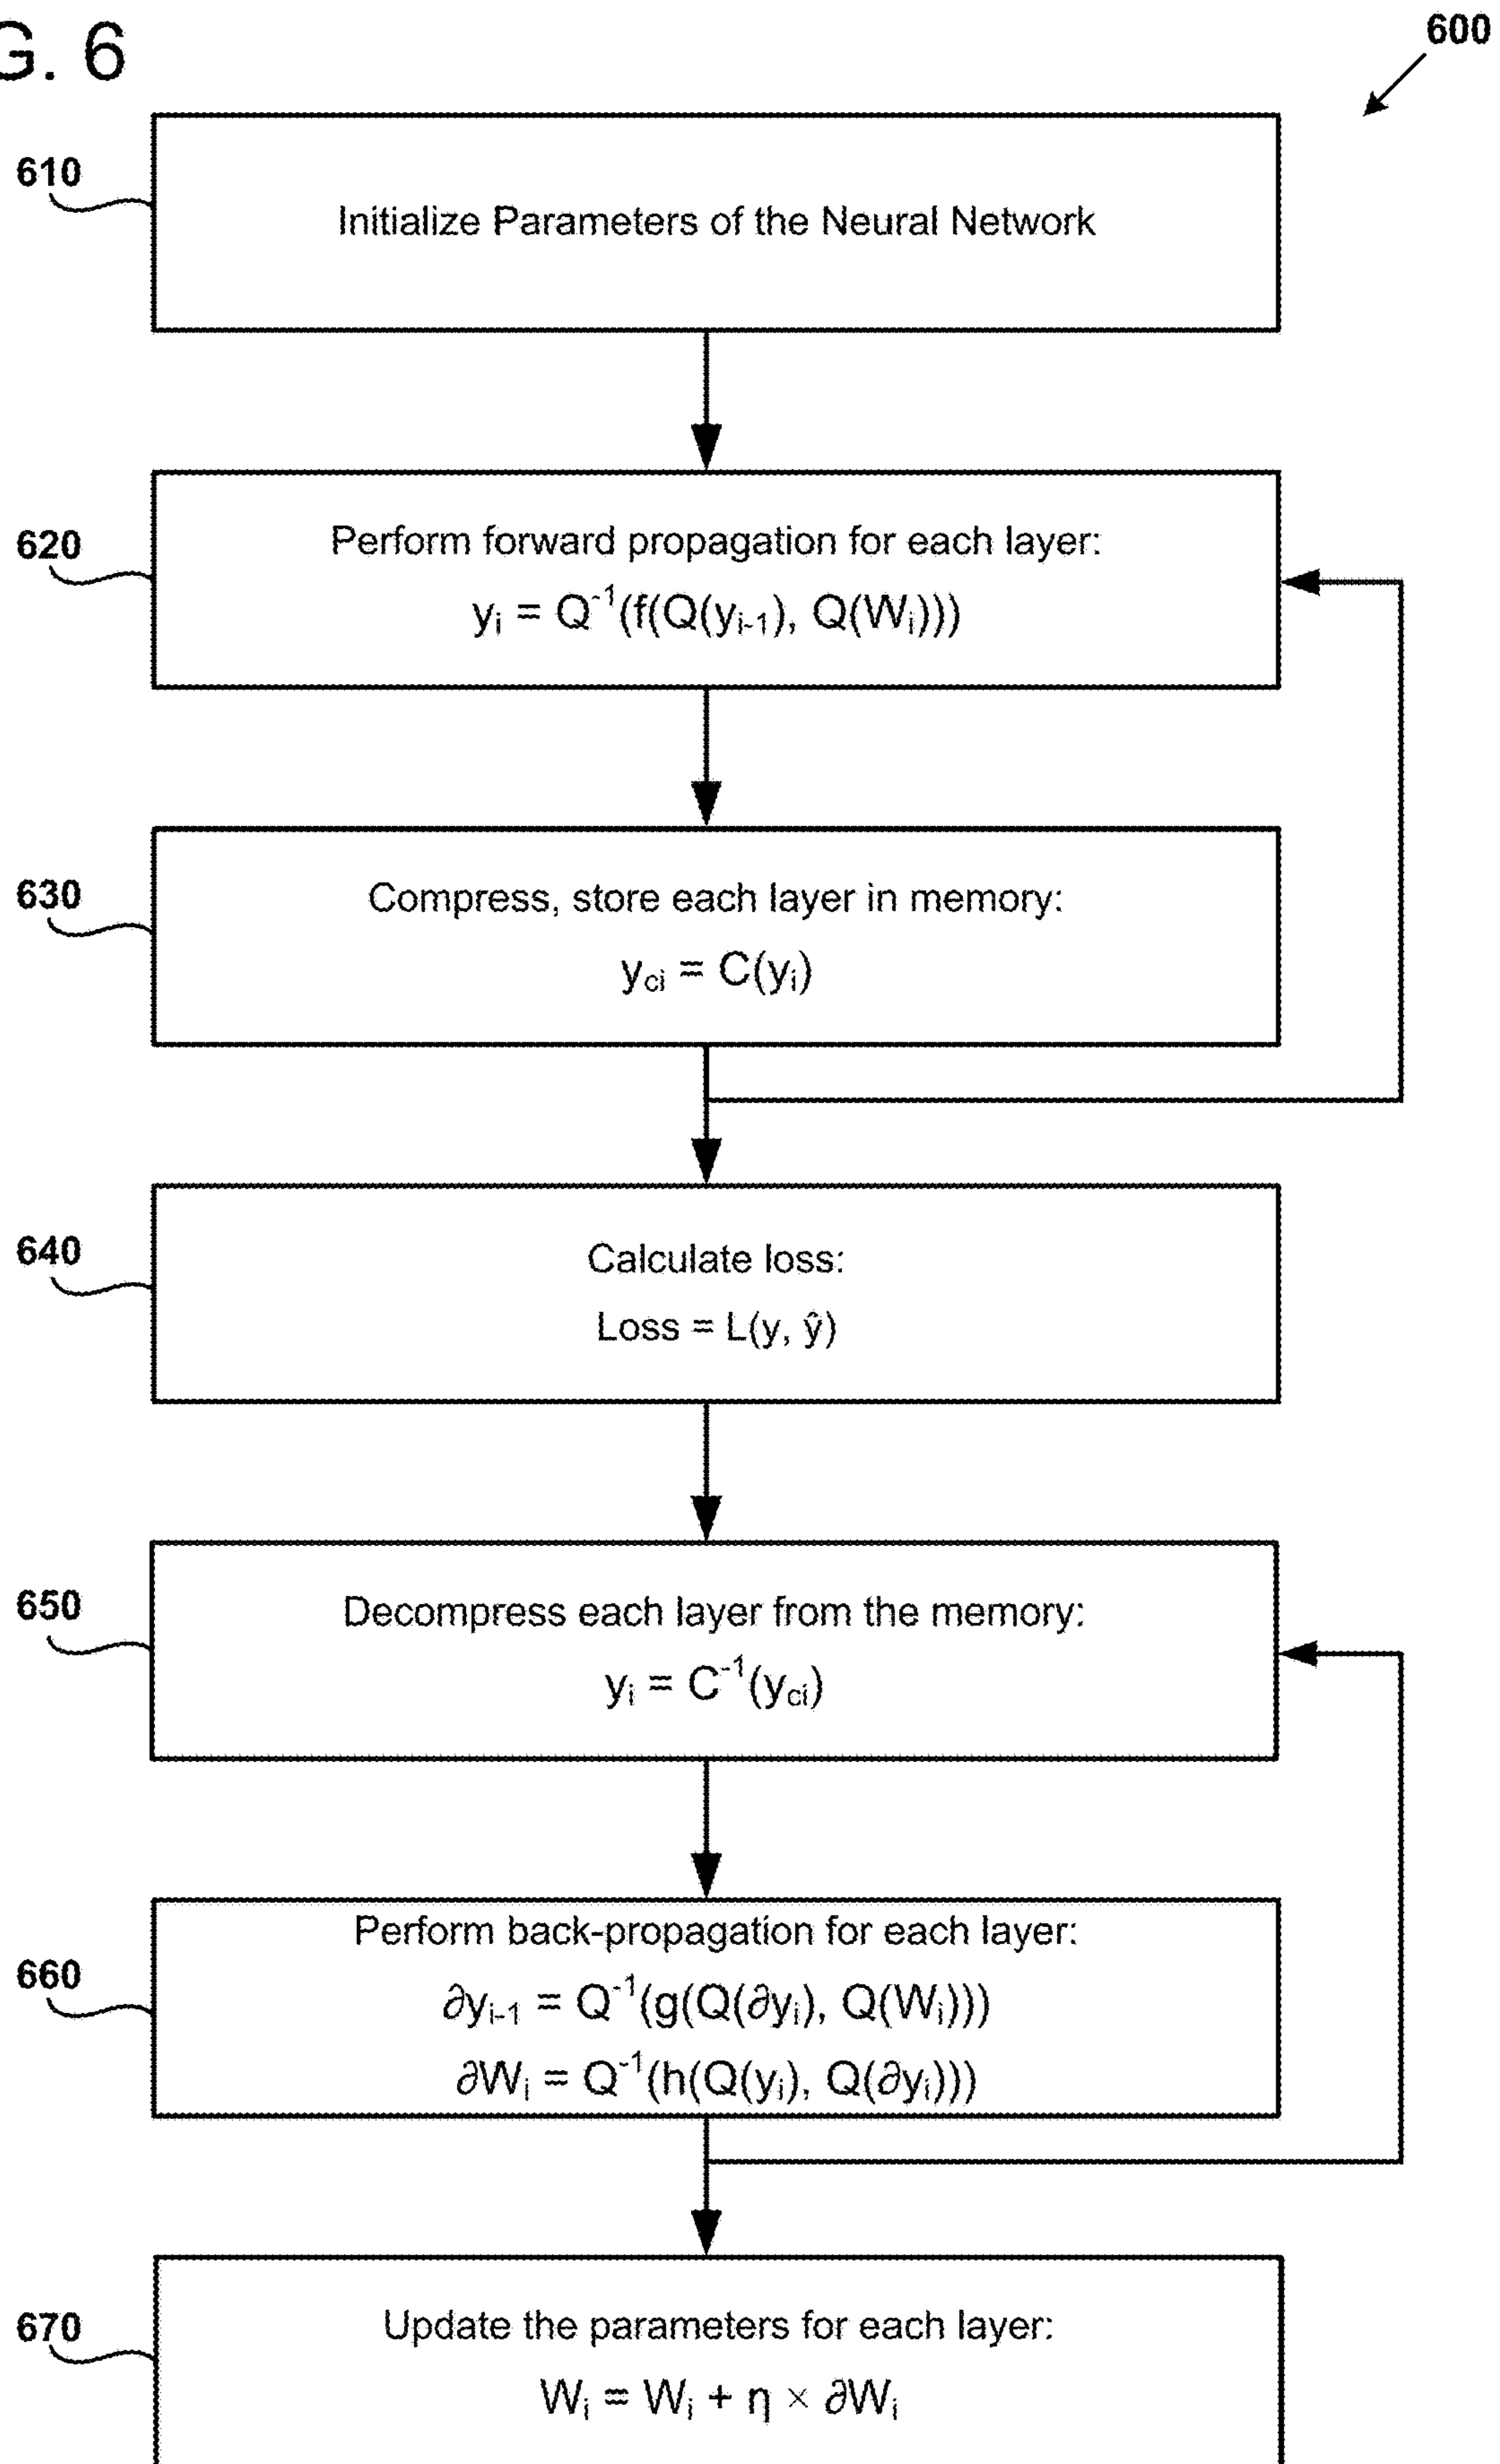 G. 6
600
610
Initialize Parameters of the Neural Network
620
Perform forward propagation for each layer:
yᵢ = Q⁻¹(f(Q(yᵢ₋₁), Q(Wᵢ)))
630
Compress, store each layer in memory:
y_ci = C(yᵢ)
640
Calculate loss:
Loss = L(y, ŷ)
650
Decompress each layer from the memory:
yᵢ = C⁻¹(y_ci)
660
Perform back-propagation for each layer:
∂yᵢ₋₁ = Q⁻¹(g(Q(∂yᵢ), Q(Wᵢ)))
∂Wᵢ = Q⁻¹(h(Q(yᵢ), Q(∂yᵢ)))
670
Update the parameters for each layer:
Wᵢ = Wᵢ + η × ∂Wᵢ